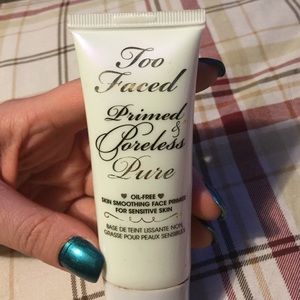 Too
Faced
Primed
&
Poreless
Pure
OIL-FREE
SKIN SMOOTHING FACE PRIMER
FOR SENSITIVE SKIN
BASE DE TEINT LISSANTE NON
GRASSE POUR PEAUX SENSIBLES